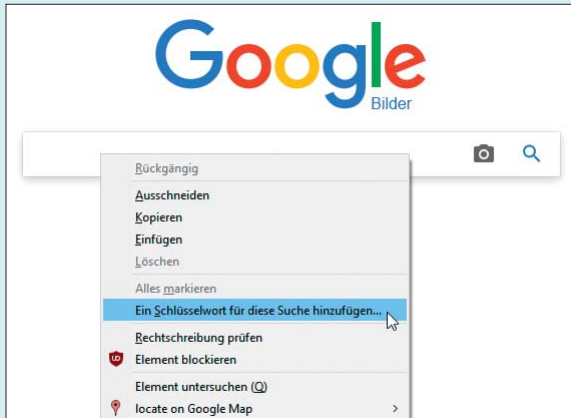 Google
Bilder
Rückgängig
Ausschneiden
Kopieren
Einfügen
Löschen
Alles markieren
Ein Schlüsselwort für diese Suche hinzufügen...
Rechtschreibung prüfen
Element blockieren
Element untersuchen (Q)
locate on Google Map